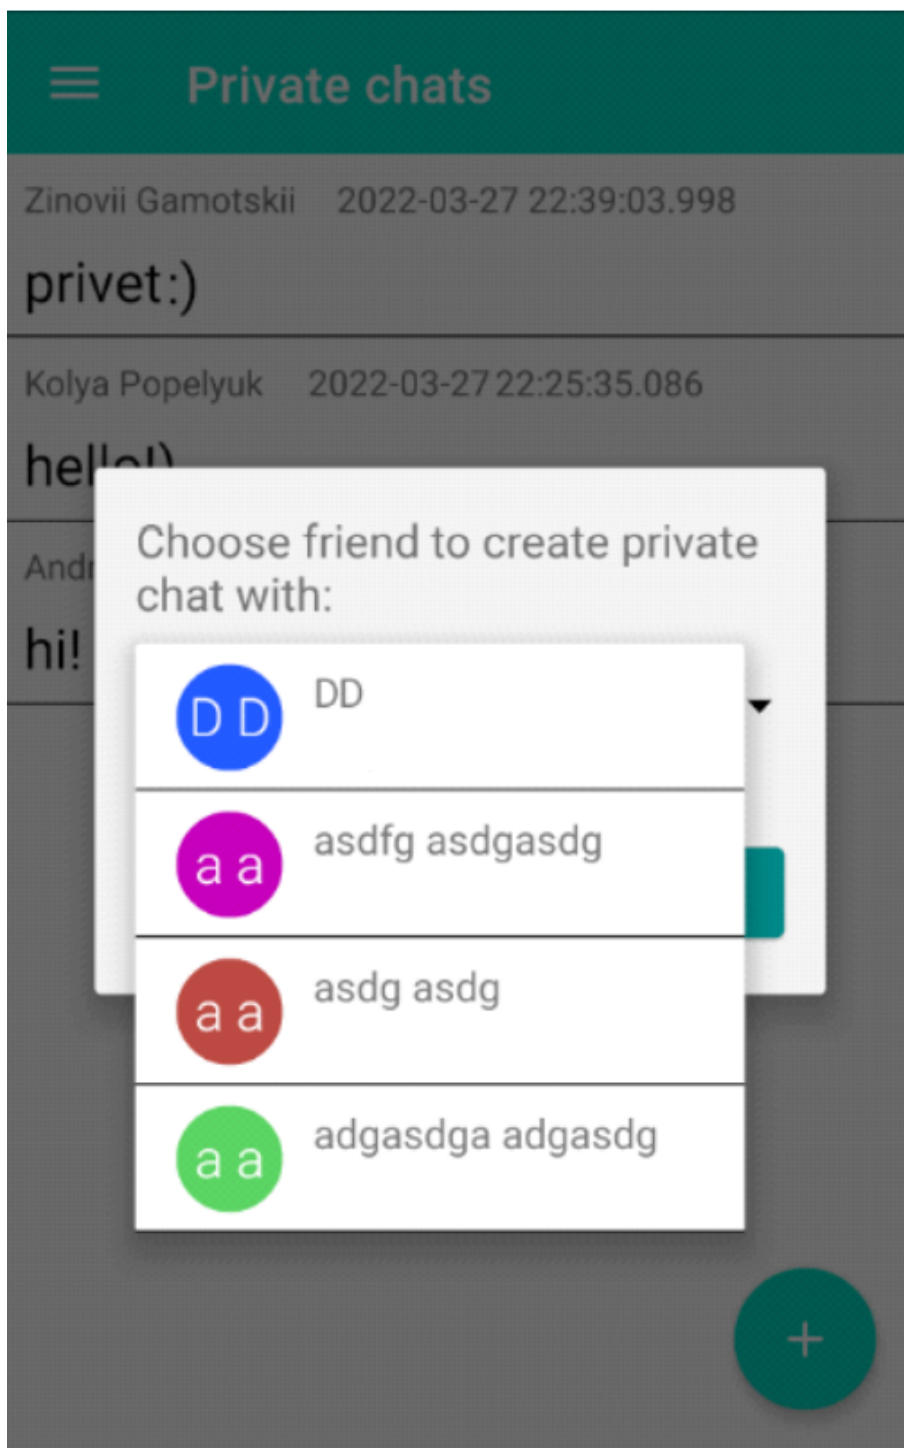 Private chats
Zinovii Gamotskii 2022-03-27 22:39:03.998
privet:)
Kolya Popelyuk 2022-03-27 22:25:35.086
hello!)
Choose friend to create private
chat with:
hi!
D D DD
a a asdfg asdgasdg
a a asdg asdg
a a adgasdga adgasdg
+